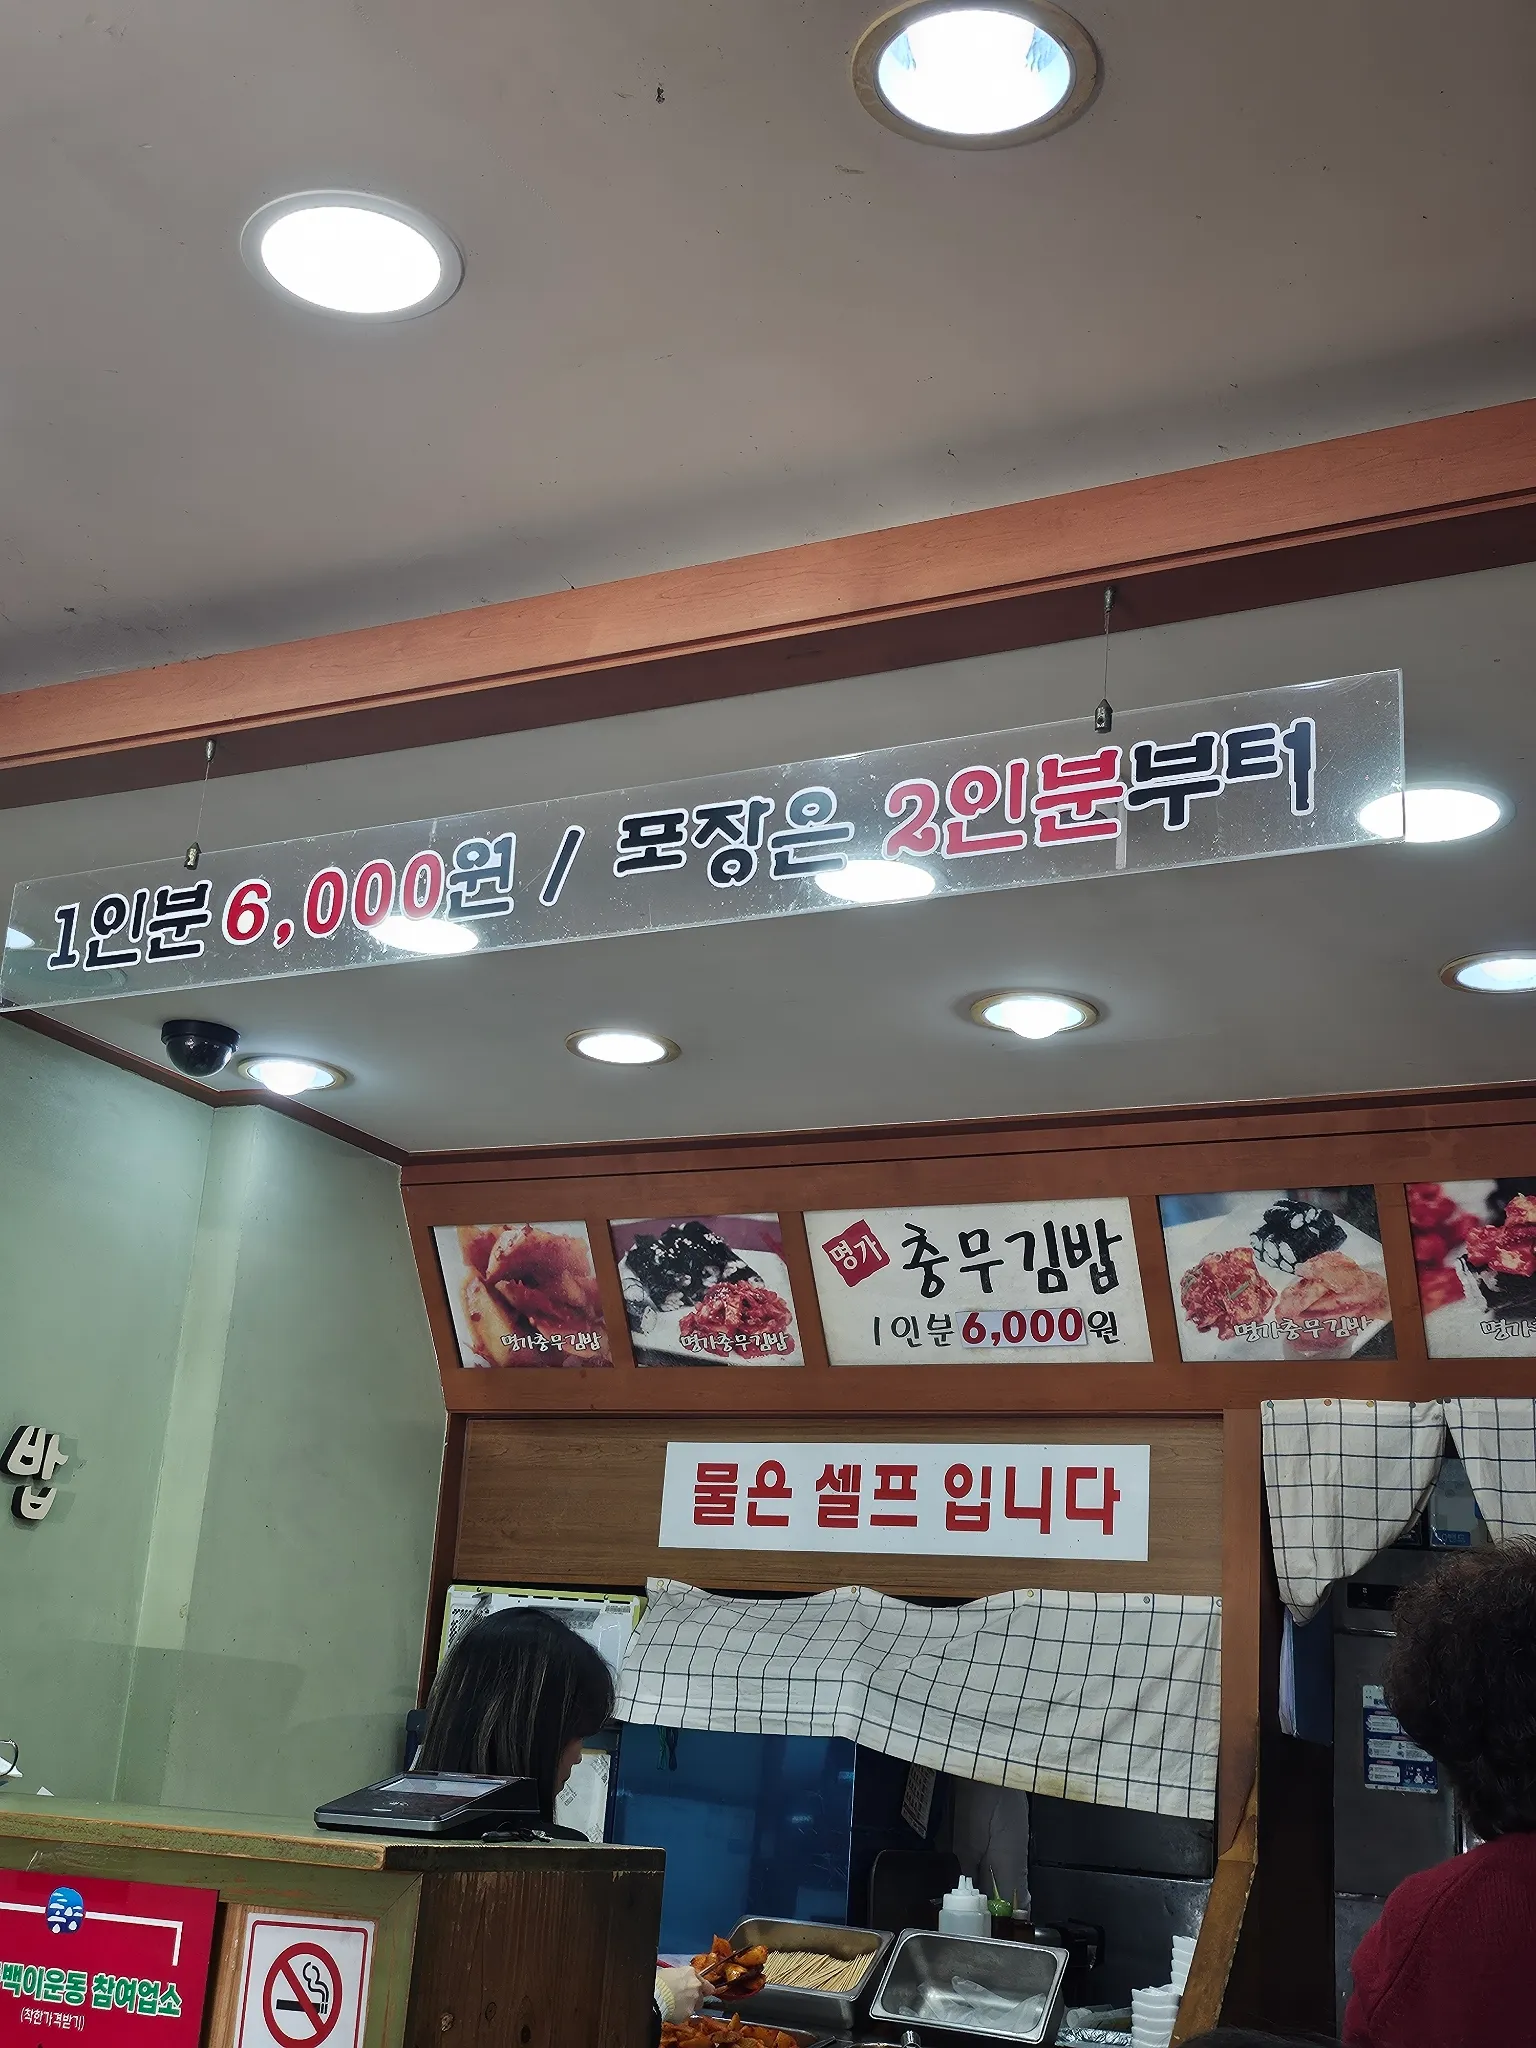 1인분 6,000원 / 포장은 2인분부터
명가충무김밥
명가충무김밥
명가 충무김밥
1인분 6,000원
명가충무김밥
명가충
물은 셀프 입니다
밥
백이운동 참여업소
(착한가격받기)